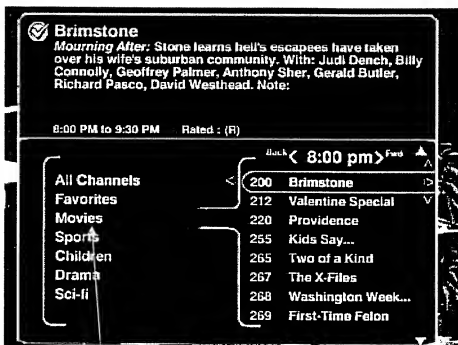 Brimstone
Mourning After: Stone learns hell's escapees have taken
over his wife's suburban community. With: Judi Dench, Billy
Connolly, Geoffrey Palmer, Anthony Sher, Gerald Butler,
Richard Pasco, David Westhead. Note:
8:00 PM to 9:30 PM Rated : (R)
Back < 8:00 pm > Fwd
All Channels
Favorites
Movies
Sports
Children
Drama
Sci-fi
200 Brimstone
212 Valentine Special
220 Providence
255 Kids Say...
265 Two of a Kind
267 The X-Files
268 Washington Week...
269 First-Time Felon